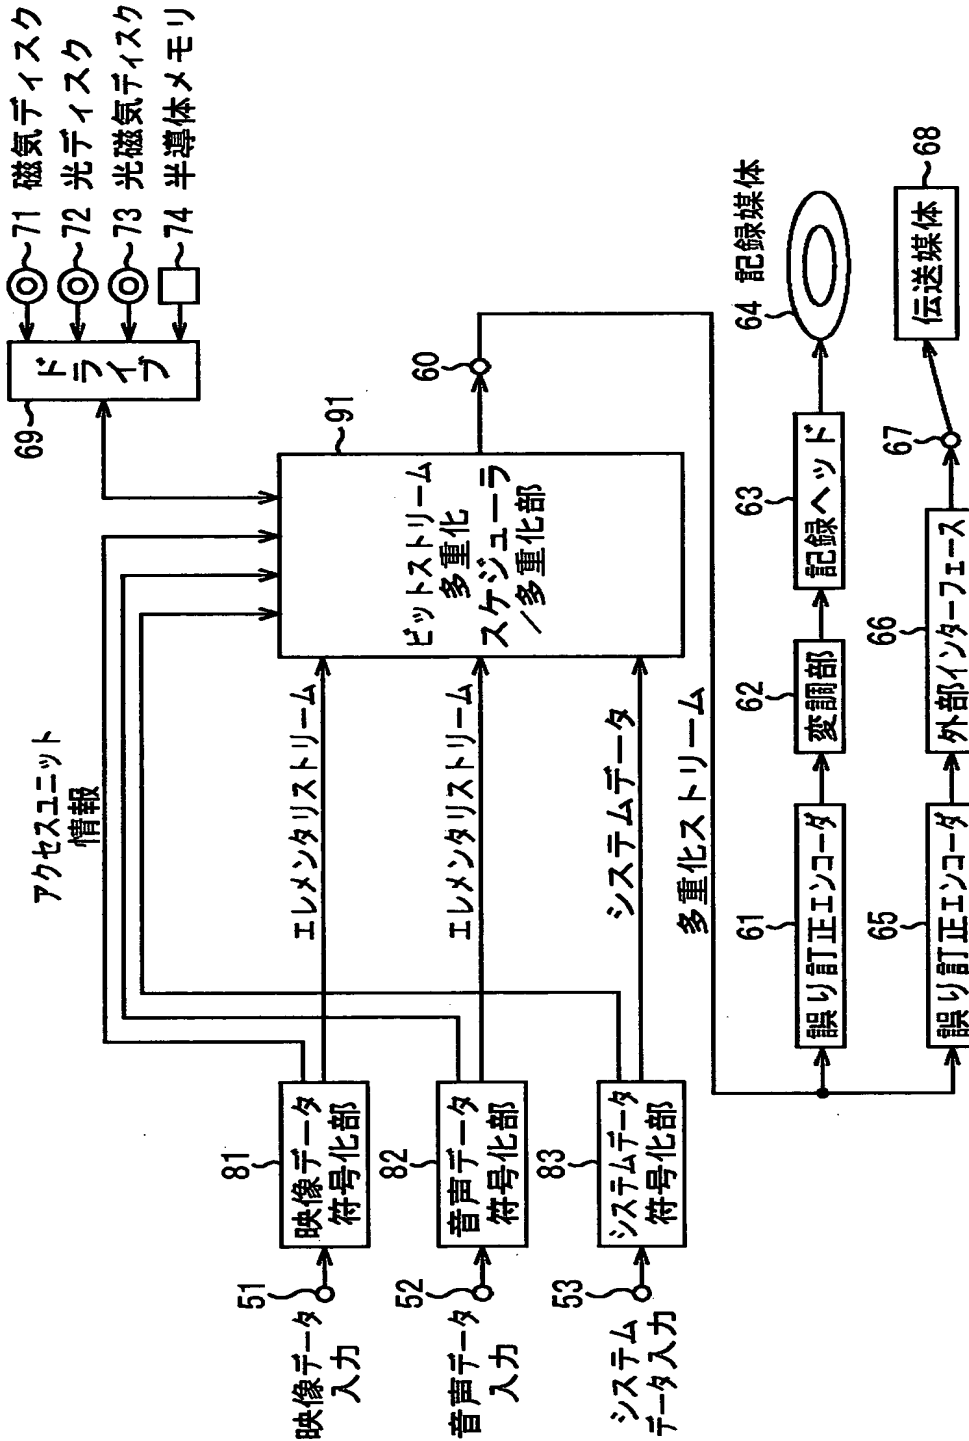 71 磁気ディスク
72 光ディスク
73 光磁気ディスク
74 半導体メモリ
69
ドライブ
アクセスユニット
情報
91
ビットストリーム
多重化
スケジューラ
/多重化部
60
映像データ
入力
51
81
映像データ
符号化部
エレメンタリストリーム
音声データ
入力
52
82
音声データ
符号化部
エレメンタリストリーム
システム
データ入力
53
83
システムデータ
符号化部
システムデータ
多重化ストリーム
61
誤り訂正エンコーダ
62
変調部
63
記録ヘッド
64 記録媒体
65
誤り訂正エンコーダ
66
外部インターフェース
67
68
伝送媒体